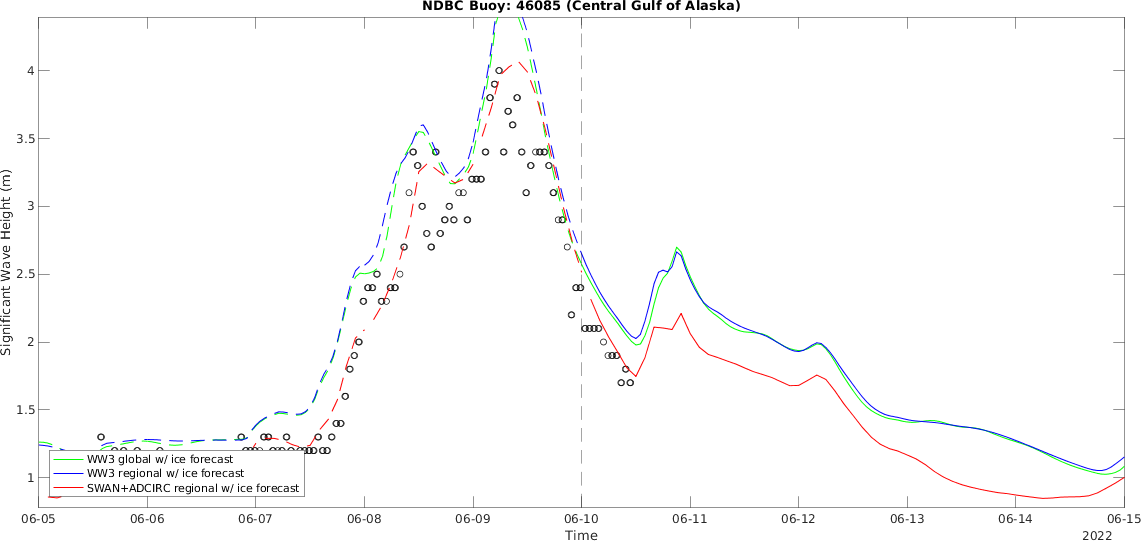 NDBC Buoy: 46085 (Central Gulf of Alaska)
Significant Wave Height (m)
4
3.5
3
2.5
2
1.5
1
WW3 global w/ ice forecast
WW3 regional w/ ice forecast
SWAN+ADCIRC regional w/ ice forecast
06-05 06-06 06-07 06-08 06-09 06-10 06-11 06-12 06-13 06-14 06-15
Time
2022